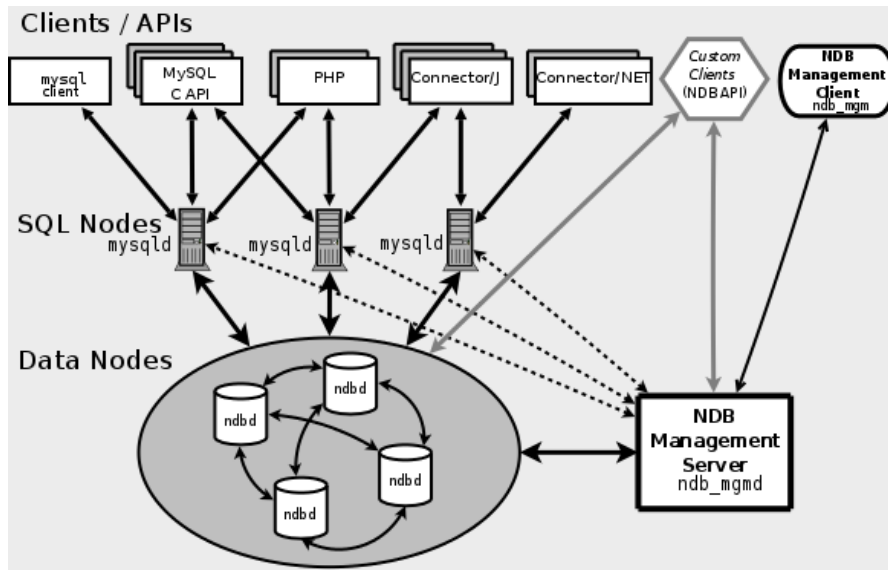 Clients / APIs
mysql
client
MySQL
C API
PHP
Connector/J
Connector/NET
Custom
Clients
(NDBAPI)
NDB
Management
Client
ndb_mgm
SQL Nodes
mysqld
mysqld
mysqld
Data Nodes
ndbd
ndbd
ndbd
ndbd
NDB
Management
Server
ndb_mgmd